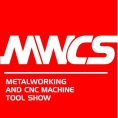 MWCS
METALWORKING
AND CNC MACHINE
TOOL SHOW